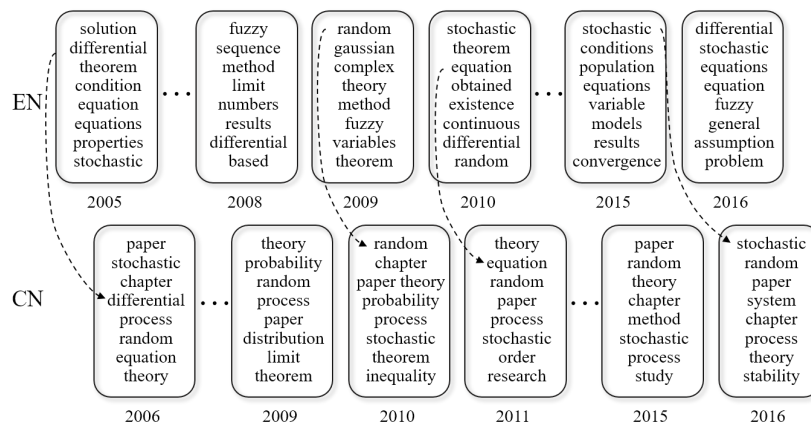 EN
solution
differential
theorem
condition
equation
equations
properties
stochastic
2005
...
fuzzy
sequence
method
limit
numbers
results
differential
based
2008
random
gaussian
complex
theory
method
fuzzy
variables
theorem
2009
stochastic
theorem
equation
obtained
existence
continuous
differential
random
2010
...
stochastic
conditions
population
equations
variable
models
results
convergence
2015
differential
stochastic
equations
equation
fuzzy
general
assumption
problem
2016
CN
paper
stochastic
chapter
differential
process
random
equation
theory
2006
...
theory
probability
random
process
paper
distribution
limit
theorem
2009
random
chapter
paper theory
probability
process
stochastic
theorem
inequality
2010
theory
equation
random
paper
process
stochastic
order
research
2011
...
paper
random
theory
chapter
method
stochastic
process
study
2015
stochastic
random
paper
system
chapter
process
theory
stability
2016